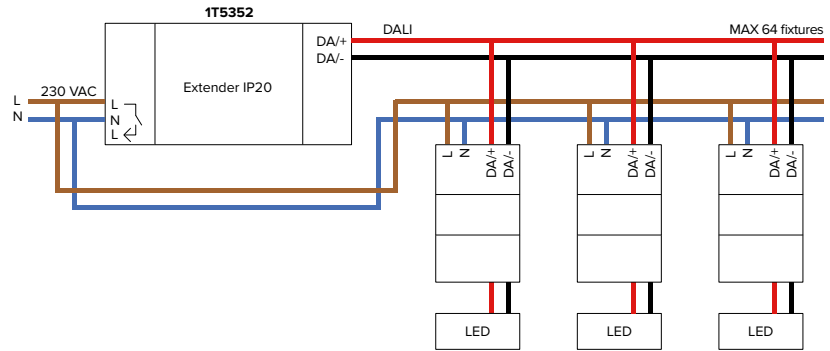 1T5352
DA/+
DALI
MAX 64 fixtures
DA/-
Extender IP20
230 VAC
L
L
N
N
L
L
N
DA/+
DA/-
L
N
DA/+
DA/-
L
N
DA/+
DA/-
LED
LED
LED